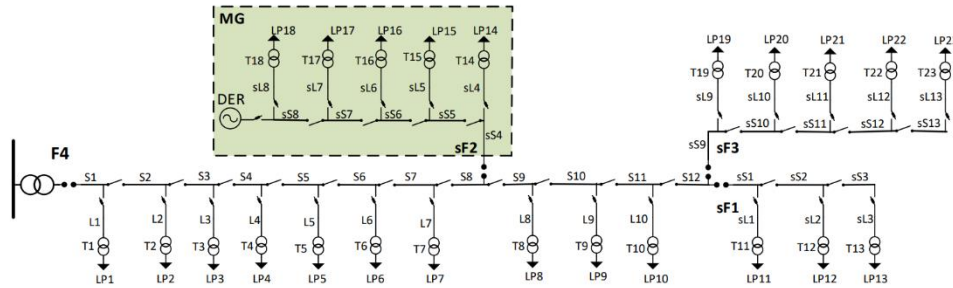 MG
LP18 LP17 LP16 LP15 LP14
T18 T17 T16 T15 T14
sL8 sL7 sL6 sL5 sL4
DER
sS8 sS7 sS6 sS5
sS4
sF2
LP19 LP20 LP21 LP22
T19 T20 T21 T22 T23
sL9 sL10 sL11 sL12 sL13
sS10 sS11 sS12 sS13
sS9
sF3
F4
S1 S2 S3 S4 S5 S6 S7 S8 S9 S10 S11 S12 sS1 sS2 sS3
sF1
L1 L2 L3 L4 L5 L6 L7 L8 L9 L10 sL1 sL2 sL3
T1 T2 T3 T4 T5 T6 T7 T8 T9 T10 T11 T12 T13
LP1 LP2 LP3 LP4 LP5 LP6 LP7 LP8 LP9 LP10 LP11 LP12 LP13